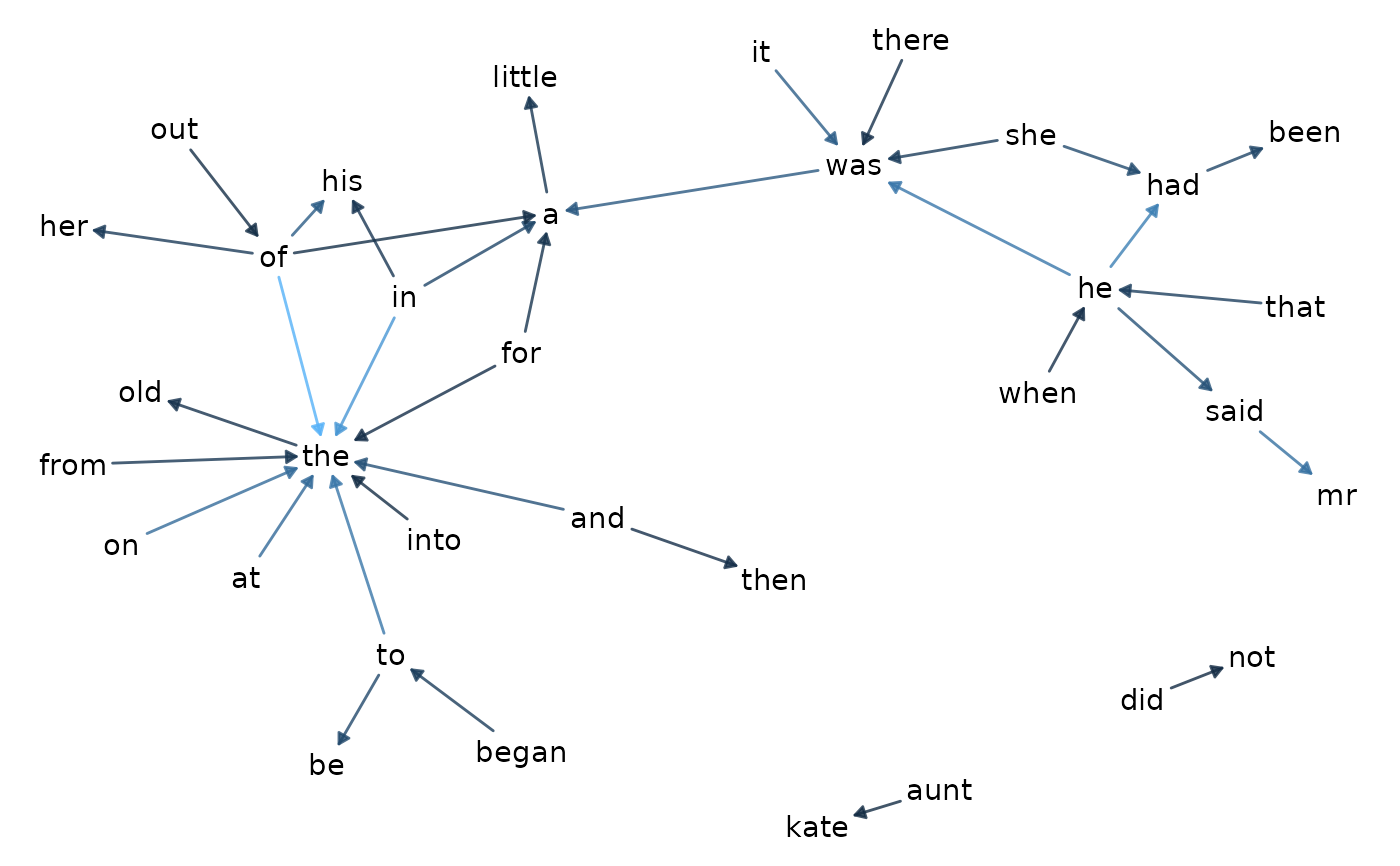 there
it
little
out
been
she
was
had
his
a
her
of
he
in
that
for
old
when
said
the
from
mr
and
on
into
at
then
to
not
did
began
be
aunt
kate